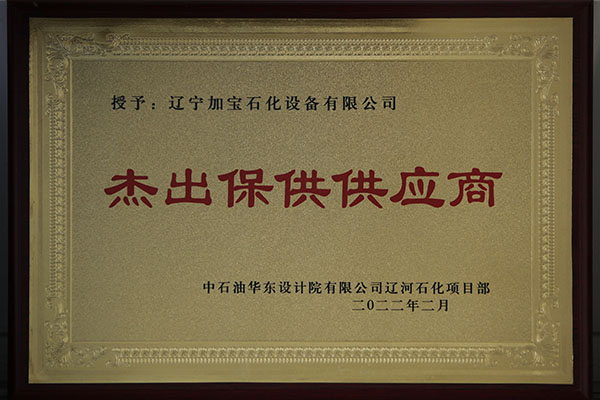 授予：辽宁加宝石化设备有限公司
杰出保供供应商
中石油华东设计院有限公司辽河石化项目部
二〇二二年二月